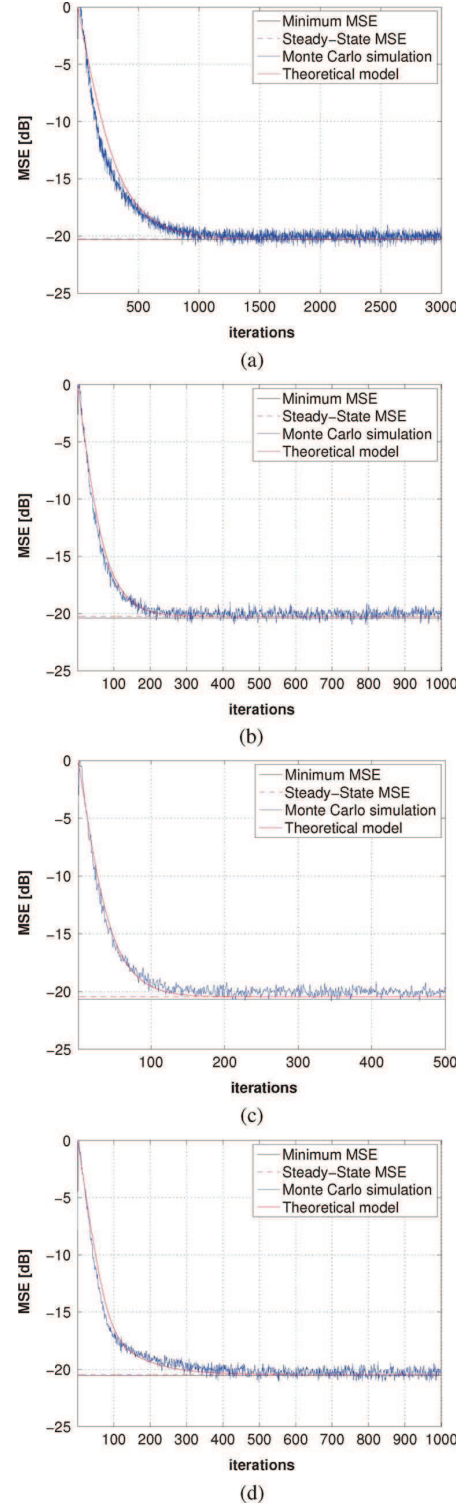 0
−5
−10
−15
−20
−25
MSE [dB]
Minimum MSE
Steady−State MSE
Monte Carlo simulation
Theoretical model
500 1000 1500 2000 2500 3000
iterations
(a)
0
−5
−10
−15
−20
−25
MSE [dB]
Minimum MSE
Steady−State MSE
Monte Carlo simulation
Theoretical model
100 200 300 400 500 600 700 800 900 1000
iterations
(b)
0
−5
−10
−15
−20
−25
MSE [dB]
Minimum MSE
Steady−State MSE
Monte Carlo simulation
Theoretical model
100 200 300 400 500
iterations
(c)
0
−5
−10
−15
−20
−25
MSE [dB]
Minimum MSE
Steady−State MSE
Monte Carlo simulation
Theoretical model
100 200 300 400 500 600 700 800 900 1000
iterations
(d)